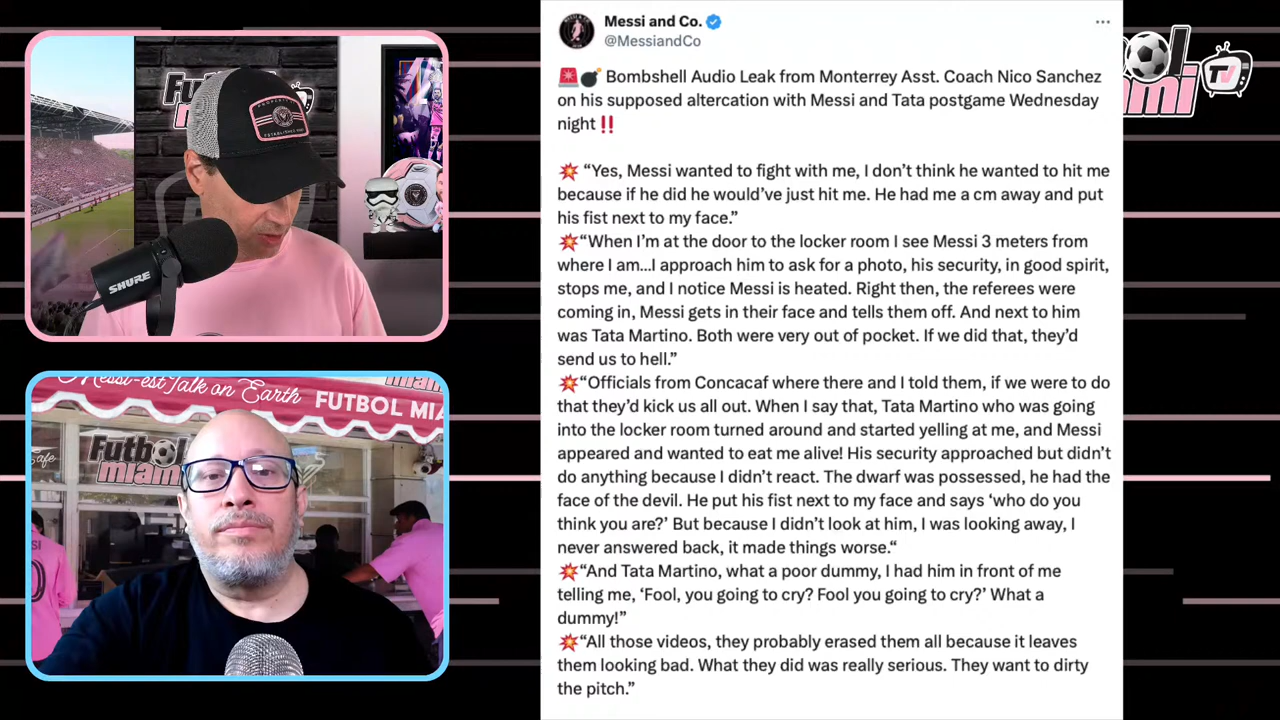 Messi and Co.
@MessiandCo
🚨💣 Bombshell Audio Leak from Monterrey Asst. Coach Nico Sanchez
on his supposed altercation with Messi and Tata postgame Wednesday
night ‼️
💥 “Yes, Messi wanted to fight with me, I don’t think he wanted to hit me
because if he did he would’ve just hit me. He had me a cm away and put
his fist next to my face.”
💥“When I’m at the door to the locker room I see Messi 3 meters from
where I am...I approach him to ask for a photo, his security, in good spirit,
stops me, and I notice Messi is heated. Right then, the referees were
coming in, Messi gets in their face and tells them off. And next to him
was Tata Martino. Both were very out of pocket. If we did that, they’d
send us to hell.”
💥“Officials from Concacaf where there and I told them, if we were to do
that they’d kick us all out. When I say that, Tata Martino who was going
into the locker room turned around and started yelling at me, and Messi
appeared and wanted to eat me alive! His security approached but didn’t
do anything because I didn’t react. The dwarf was possessed, he had the
face of the devil. He put his fist next to my face and says ‘who do you
think you are?’ But because I didn’t look at him, I was looking away, I
never answered back, it made things worse.“
💥“And Tata Martino, what a poor dummy, I had him in front of me
telling me, ‘Fool, you going to cry? Fool you going to cry?’ What a
dummy!”
💥“All those videos, they probably erased them all because it leaves
them looking bad. What they did was really serious. They want to dirty
the pitch.”
TV
SHURE
ESTABLISHED
Messi-est Talk on Earth
FUTBOL MIA
Futbol
miami